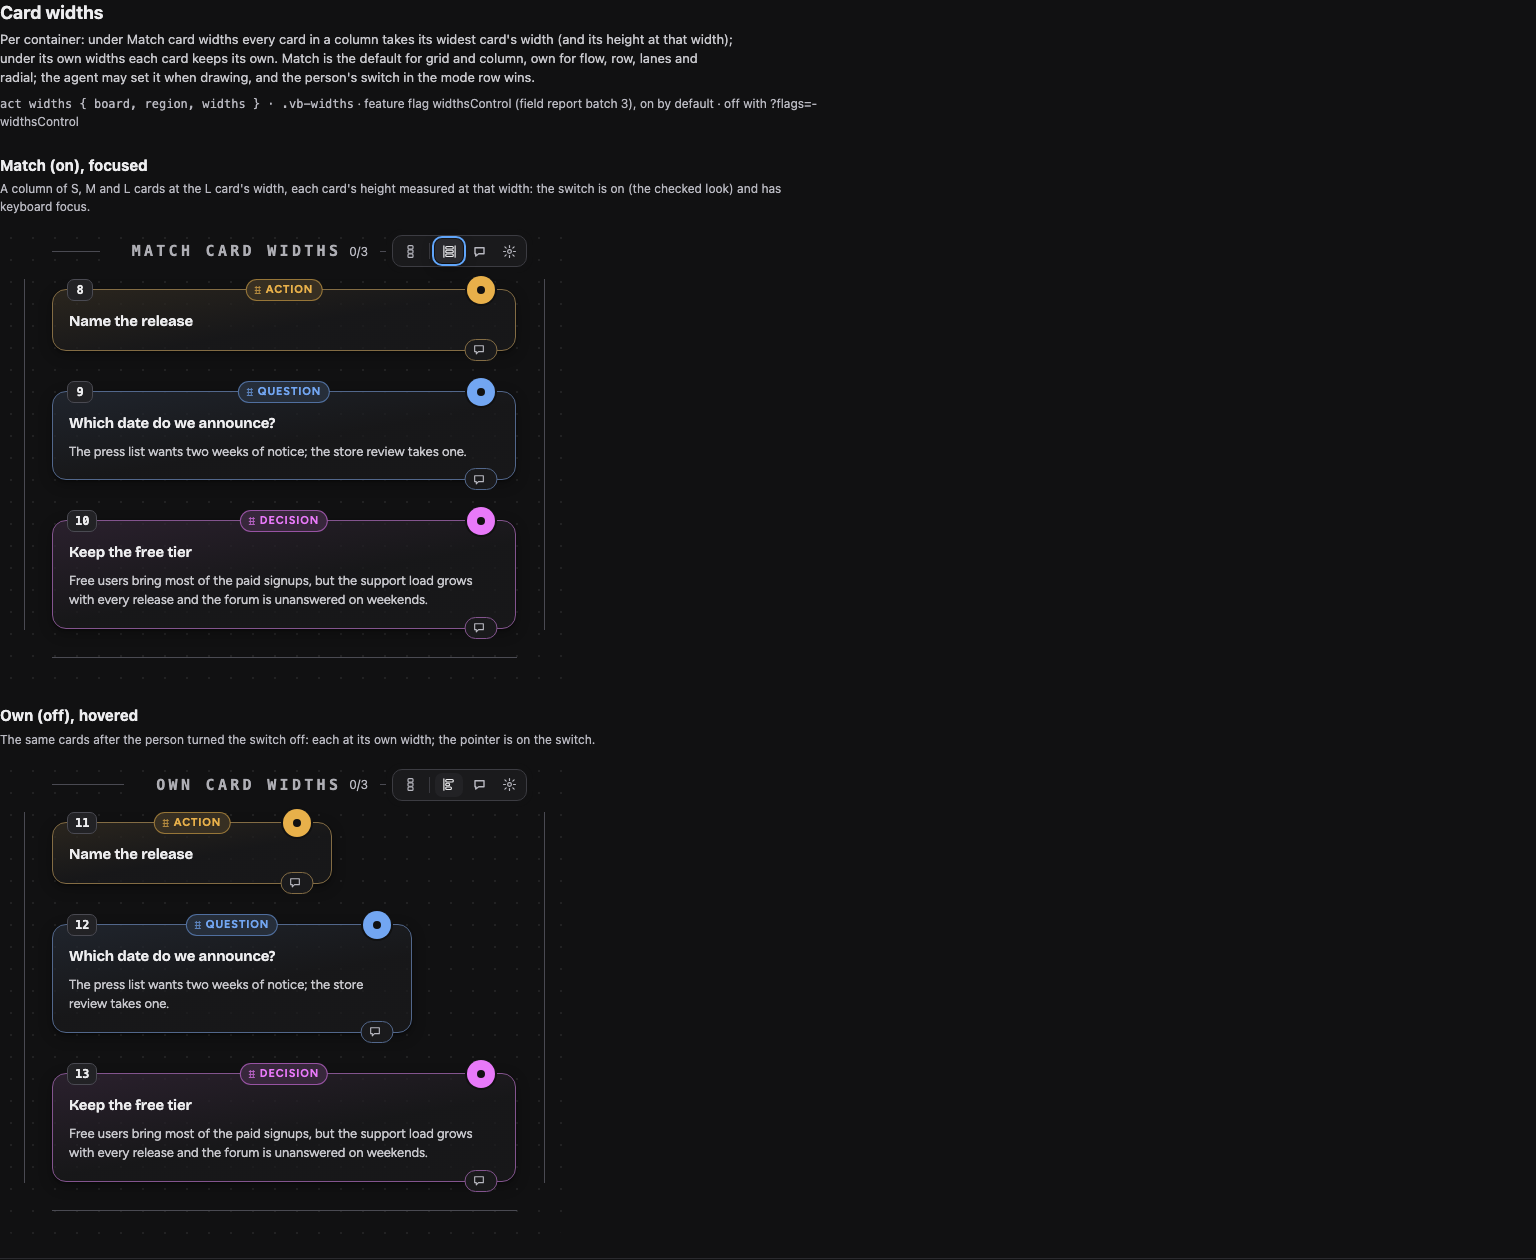 Card widths
Per container: under Match card widths every card in a column takes its widest card's width (and its height at that width);
under its own widths each card keeps its own. Match is the default for grid and column, own for flow, row, lanes and
radial; the agent may set it when drawing, and the person's switch in the mode row wins.
act widths { board, region, widths } · .vb-widths · feature flag widthsControl (field report batch 3), on by default · off with ?flags=-
widthsControl
Match (on), focused
A column of S, M and L cards at the L card's width, each card's height measured at that width: the switch is on (the checked look) and has
keyboard focus.
MATCH CARD WIDTHS 0/3
8 ACTION
Name the release
9 QUESTION
Which date do we announce?
The press list wants two weeks of notice; the store review takes one.
10 DECISION
Keep the free tier
Free users bring most of the paid signups, but the support load grows
with every release and the forum is unanswered on weekends.
Own (off), hovered
The same cards after the person turned the switch off: each at its own width; the pointer is on the switch.
OWN CARD WIDTHS 0/3
11 ACTION
Name the release
12 QUESTION
Which date do we announce?
The press list wants two weeks of notice; the store
review takes one.
13 DECISION
Keep the free tier
Free users bring most of the paid signups, but the support load grows
with every release and the forum is unanswered on weekends.